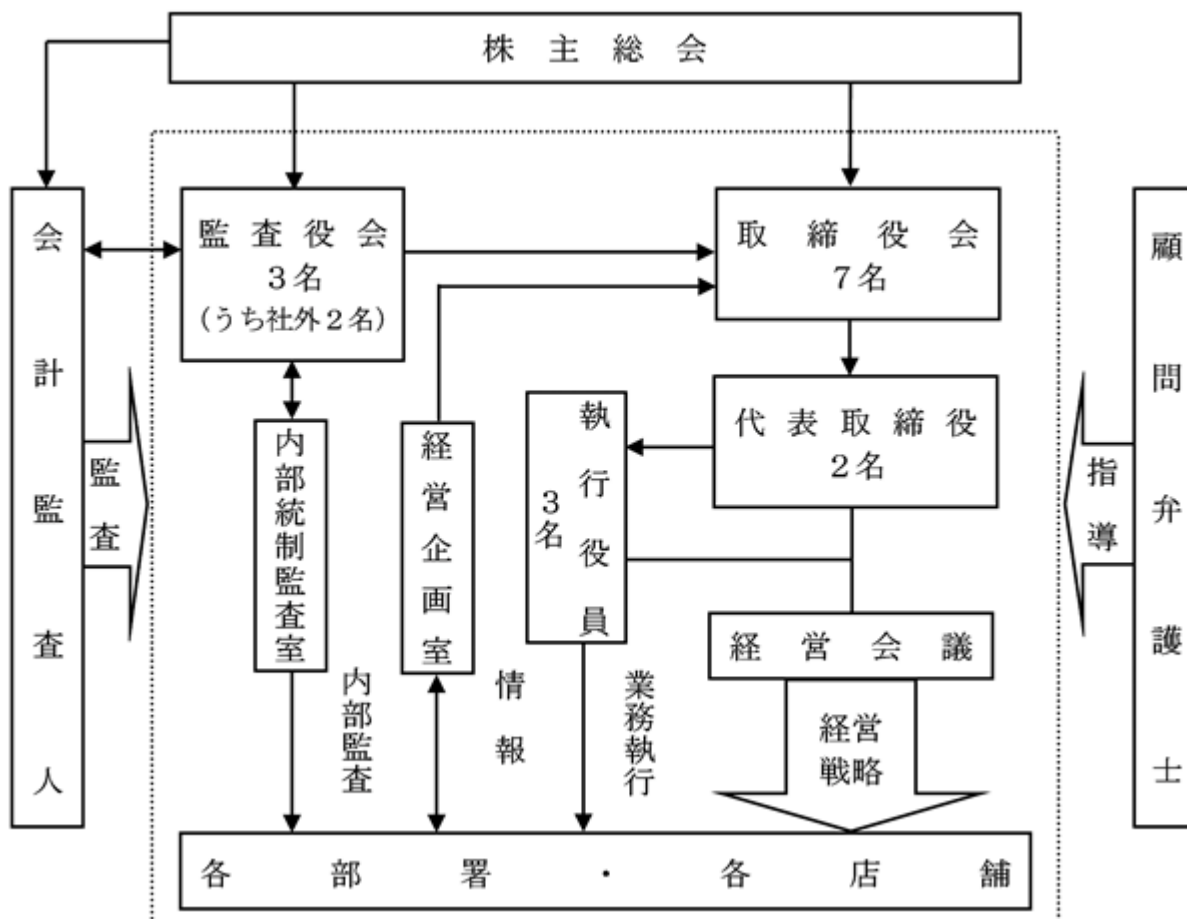 株主総会
会計監査人
監査役会
３名
（うち社外２名）
取締役会
７名
顧問弁護士
代表取締役
２名
執行役員
３名
内部統制監査室
経営企画室
監査
指導
経営会議
内部監査
情報
業務執行
経営
戦略
各部署・各店舗